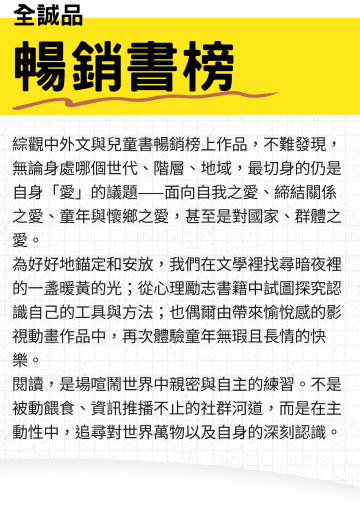 全誠品
暢銷書榜
綜觀中外文與兒童書暢銷榜上作品，不難發現，
無論身處哪個世代、階層、地域，最切身的仍是
自身「愛」的議題──面向自我之愛、締結關係
之愛、童年與懷鄉之愛，甚至是對國家、群體之
愛。
為好好地錨定和安放，我們在文學裡找尋暗夜裡
的一盞暖黃的光；從心理勵志書籍中試圖探究認
識自己的工具與方法；也偶爾由帶來愉悅感的影
視動畫作品中，再次體驗童年無瑕且長情的快
樂。
閱讀，是場喧鬧世界中親密與自主的練習。不是
被動餵食、資訊推播不止的社群河道，而是在主
動性中，追尋對世界萬物以及自身的深刻認識。